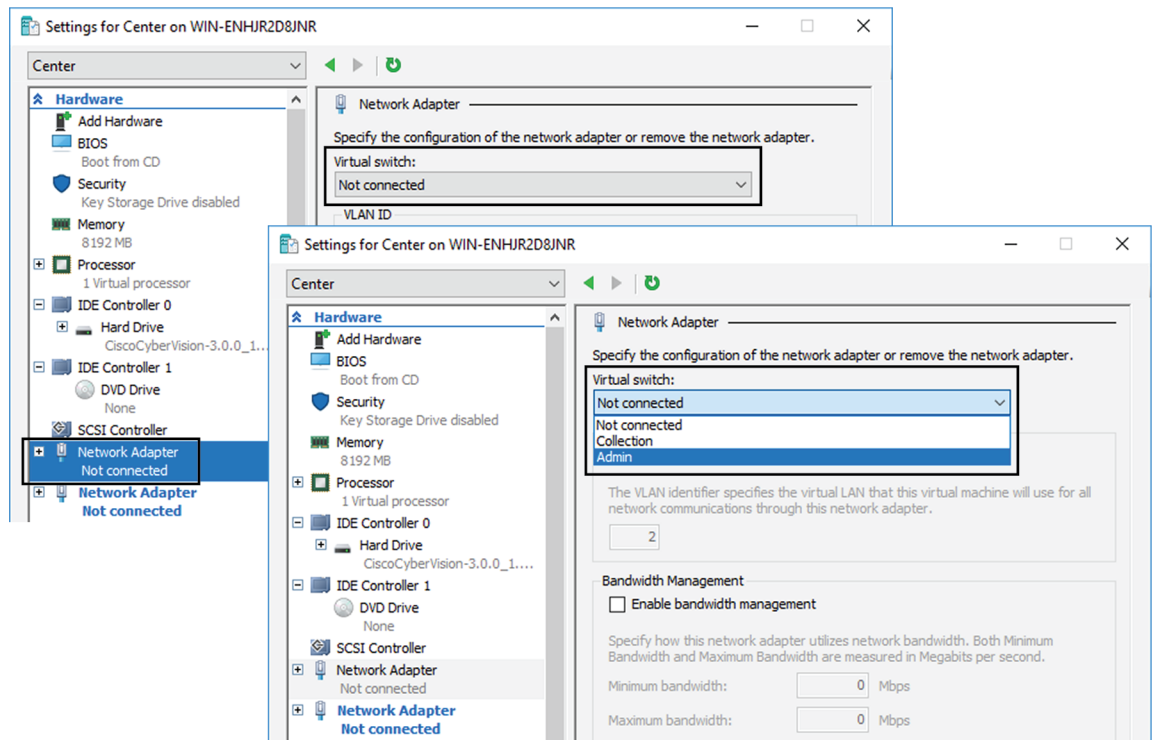 Settings for Center on WIN-ENHJR2D8JNR
Center
Hardware
Add Hardware
BIOS
Boot from CD
Security
Key Storage Drive disabled
Memory
8192 MB
Processor
1 Virtual processor
IDE Controller 0
Hard Drive
CiscoCyberVision-3.0.0_1...
IDE Controller 1
DVD Drive
None
SCSI Controller
Network Adapter
Not connected
Network Adapter
Not connected
Network Adapter
Specify the configuration of the network adapter or remove the network adapter.
Virtual switch:
Not connected
VLAN ID
Settings for Center on WIN-ENHJR2D8JNR
Center
Hardware
Add Hardware
BIOS
Boot from CD
Security
Key Storage Drive disabled
Memory
8192 MB
Processor
1 Virtual processor
IDE Controller 0
Hard Drive
CiscoCyberVision-3.0.0_1....
IDE Controller 1
DVD Drive
None
SCSI Controller
Network Adapter
Not connected
Network Adapter
Not connected
Network Adapter
Specify the configuration of the network adapter or remove the network adapter.
Virtual switch:
Not connected
Not connected
Collection
Admin
The VLAN identifier specifies the virtual LAN that this virtual machine will use for all
network communications through this network adapter.
2
Bandwidth Management
Enable bandwidth management
Specify how this network adapter utilizes network bandwidth. Both Minimum
Bandwidth and Maximum Bandwidth are measured in Megabits per second.
Minimum bandwidth: 0 Mbps
Maximum bandwidth: 0 Mbps